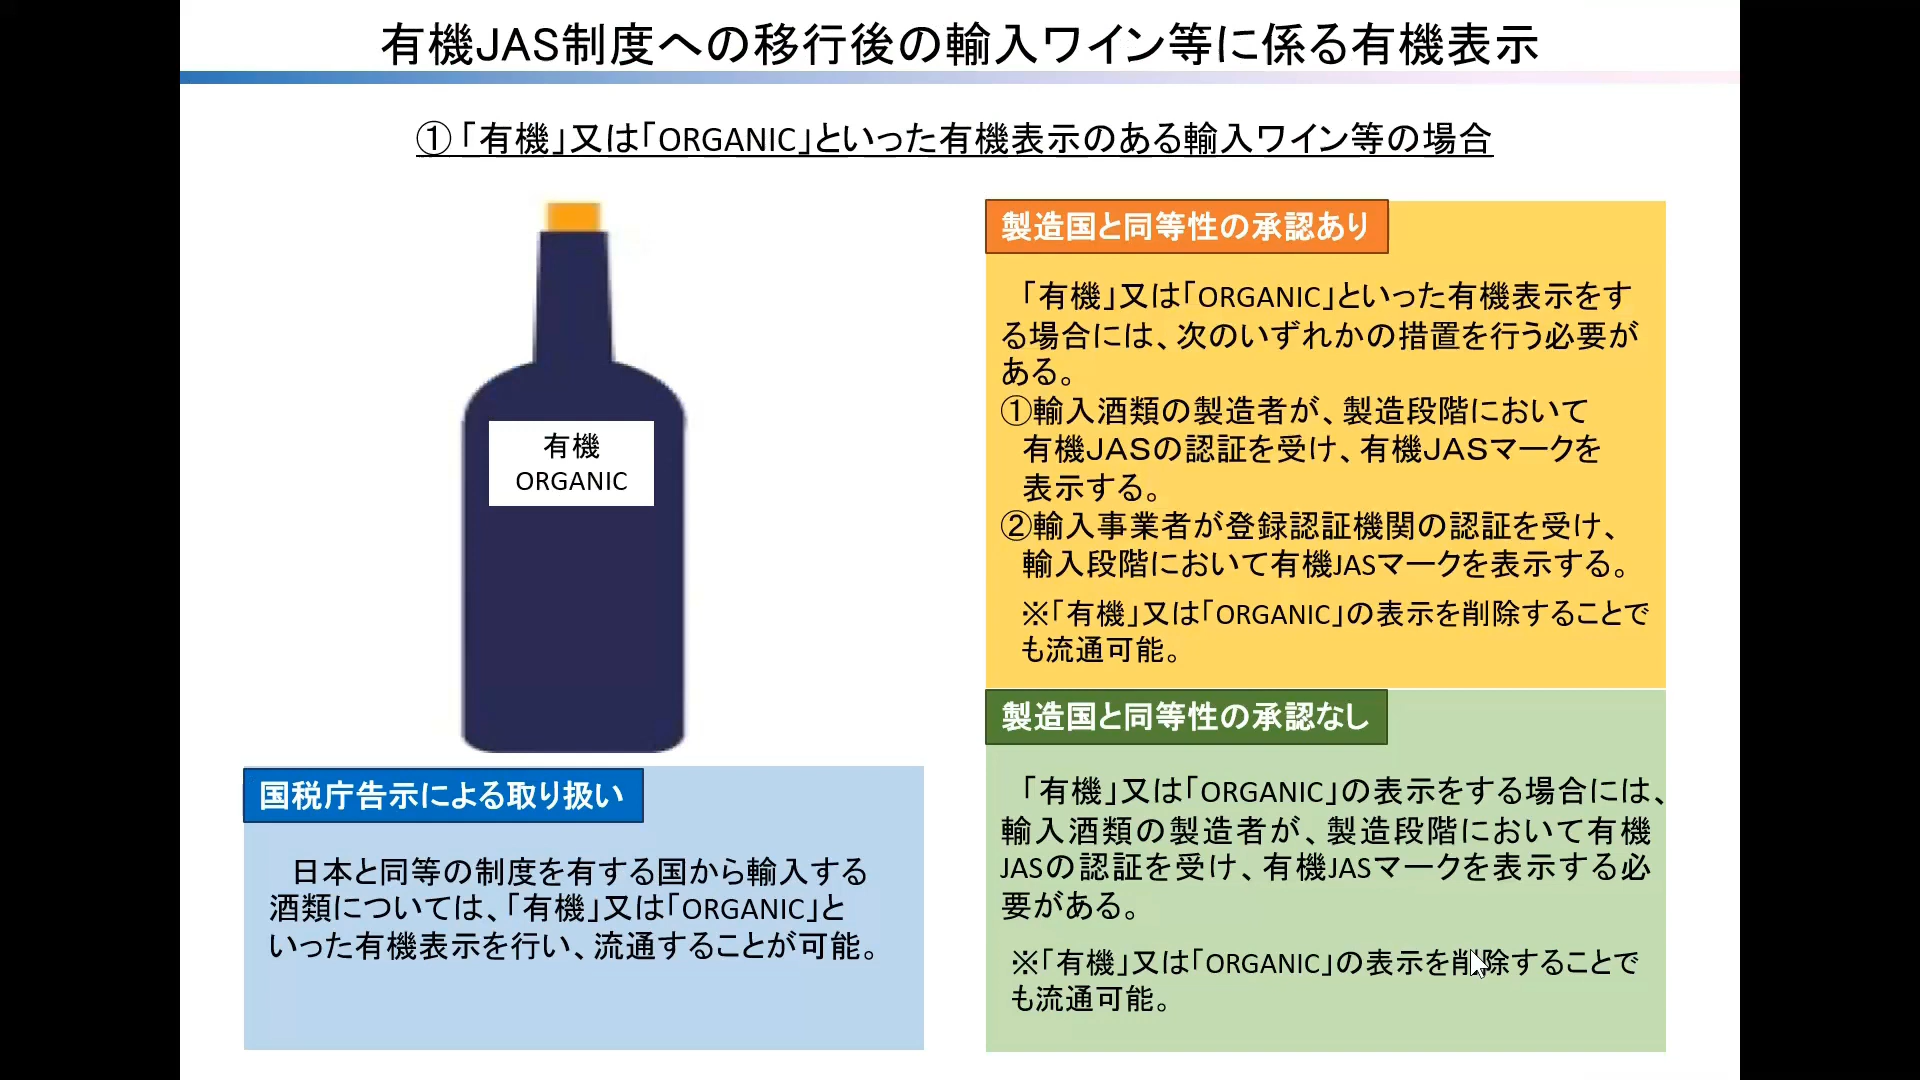 有機JAS制度への移行後の輸入ワイン等に係る有機表示
①「有機」又は「ORGANIC」といった有機表示のある輸入ワイン等の場合
有機
ORGANIC
国税庁告示による取り扱い
日本と同等の制度を有する国から輸入する
酒類については、「有機」又は「ORGANIC」と
いった有機表示を行い、流通することが可能。
製造国と同等性の承認あり
「有機」又は「ORGANIC」といった有機表示をす
る場合には、次のいずれかの措置を行う必要が
ある。
①輸入酒類の製造者が、製造段階において
有機JASの認証を受け、有機JASマークを
表示する。
②輸入事業者が登録認証機関の認証を受け、
輸入段階において有機JASマークを表示する。
※「有機」又は「ORGANIC」の表示を削除することで
も流通可能。
製造国と同等性の承認なし
「有機」又は「ORGANIC」の表示をする場合には、
輸入酒類の製造者が、製造段階において有機
JASの認証を受け、有機JASマークを表示する必
要がある。
※「有機」又は「ORGANIC」の表示を削除することで
も流通可能。